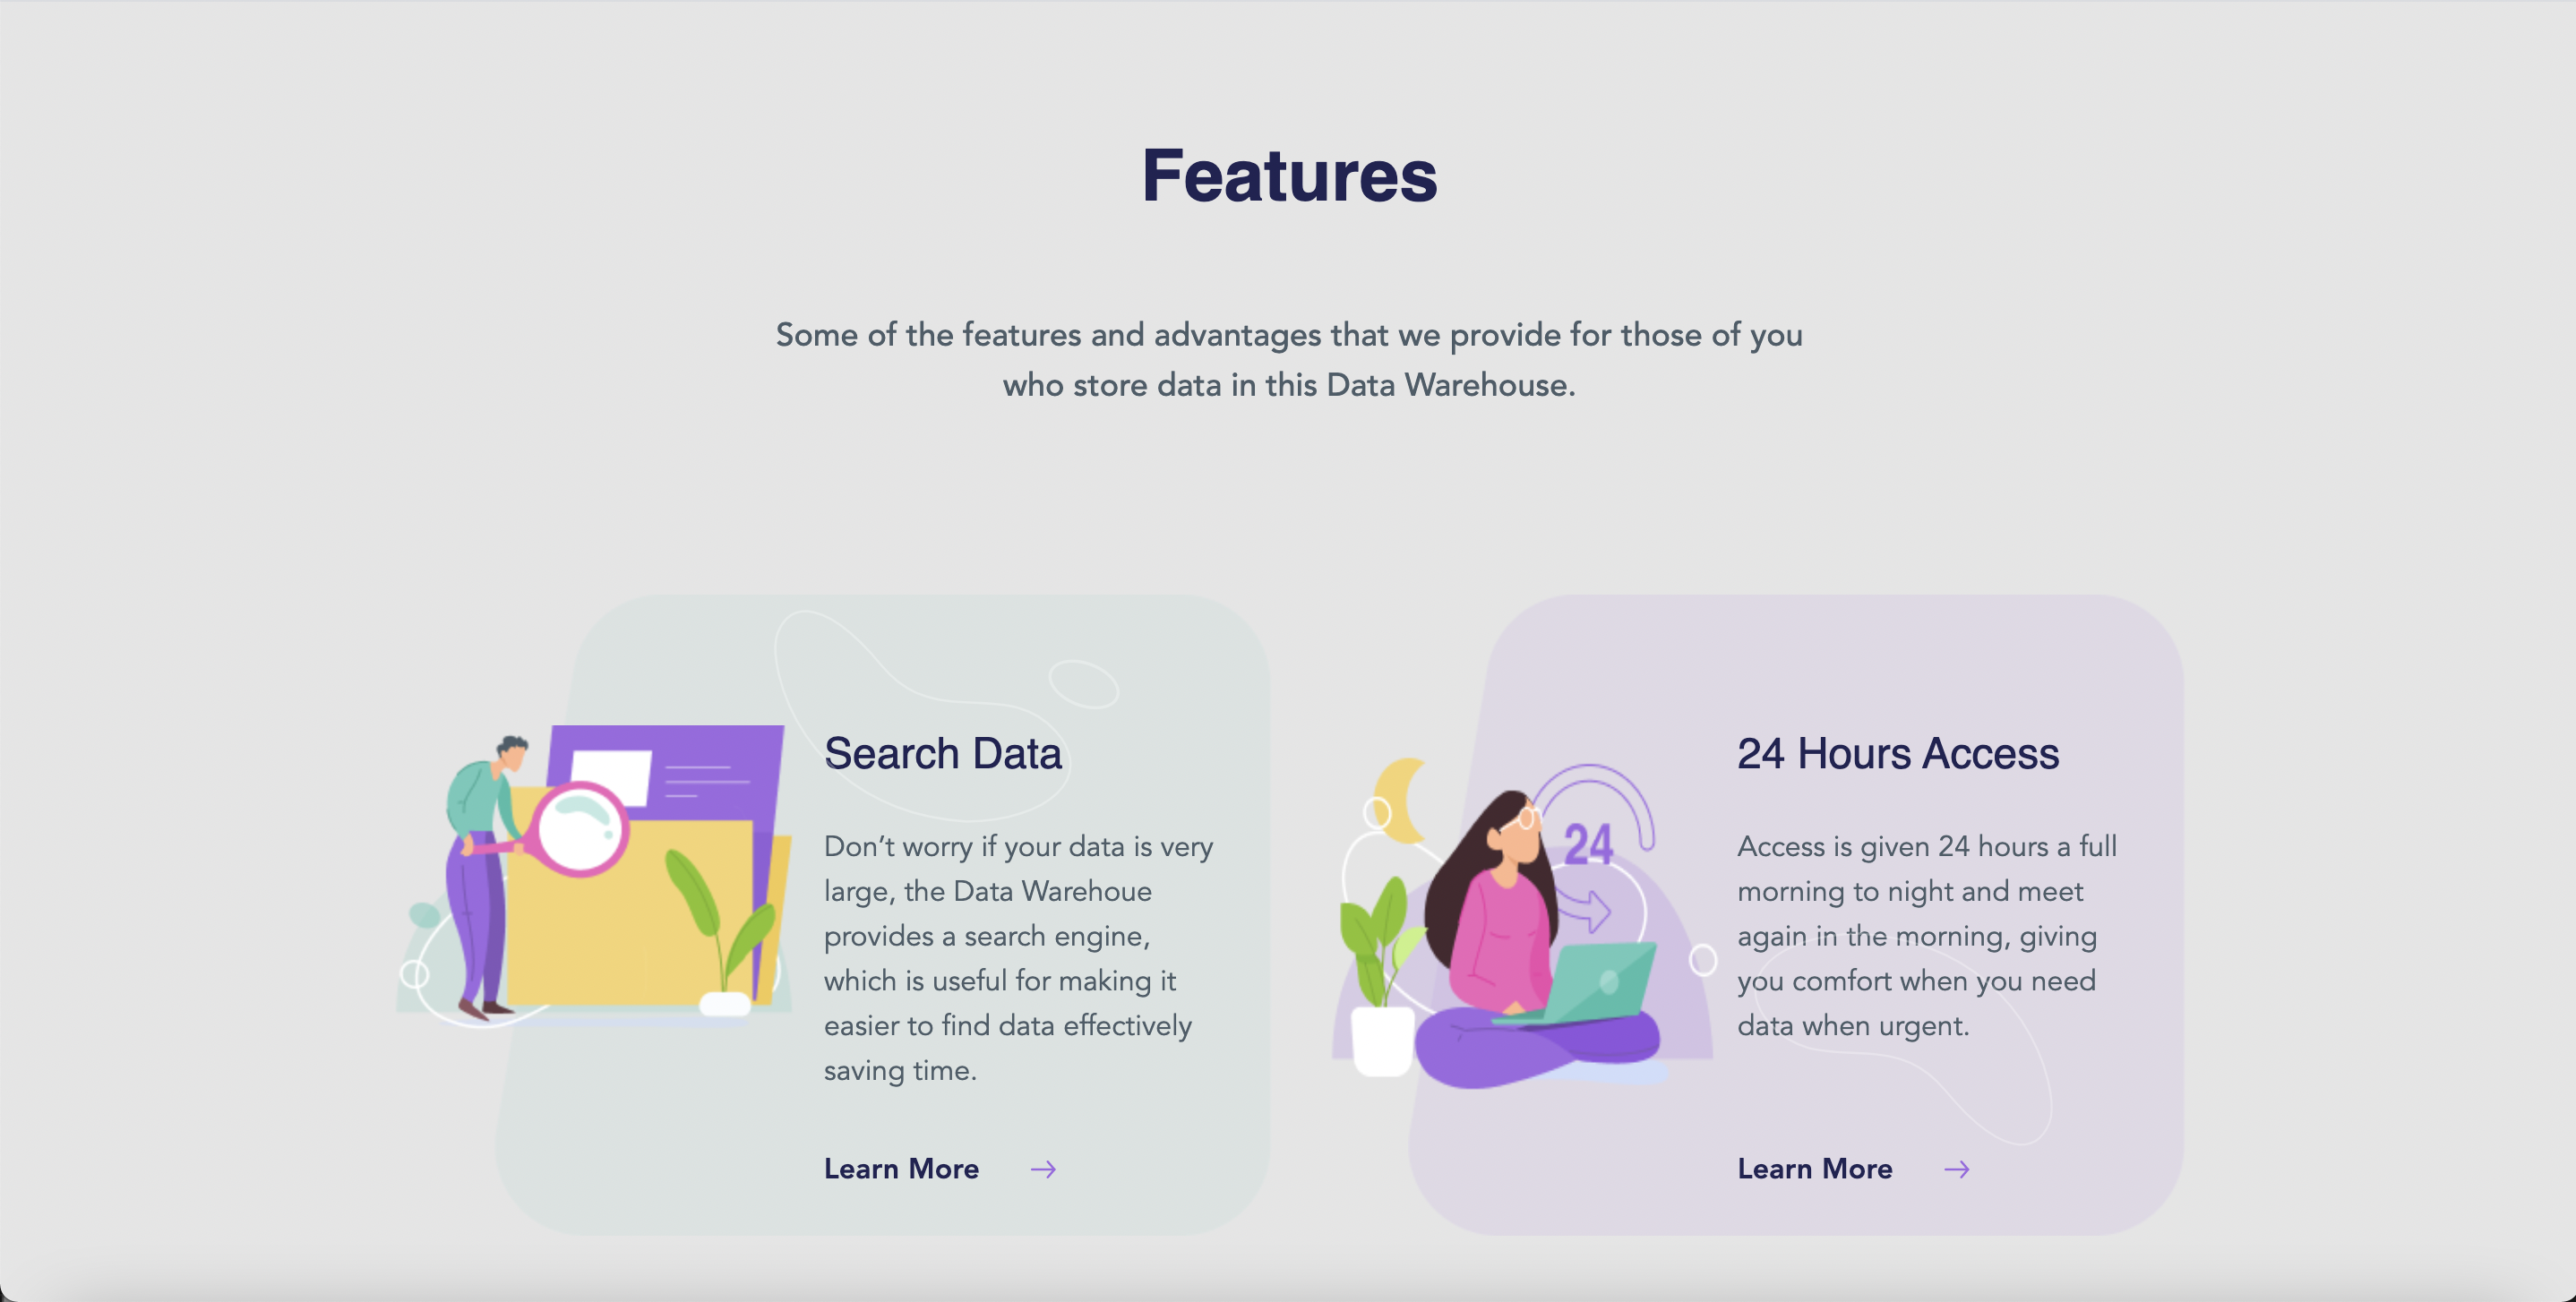 Features
Some of the features and advantages that we provide for those of you
who store data in this Data Warehouse.
Search Data
Don’t worry if your data is very
large, the Data Warehoue
provides a search engine,
which is useful for making it
easier to find data effectively
saving time.
Learn More
24
24 Hours Access
Access is given 24 hours a full
morning to night and meet
again in the morning, giving
you comfort when you need
data when urgent.
Learn More